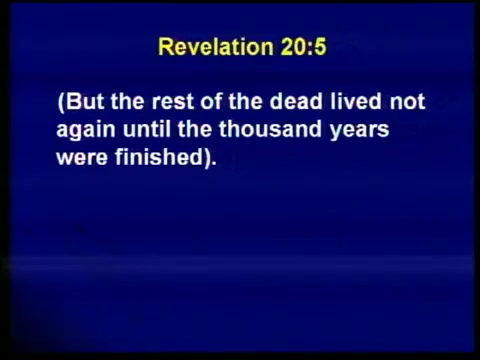 Revelation 20:5
(But the rest of the dead lived not
again until the thousand years
were finished).